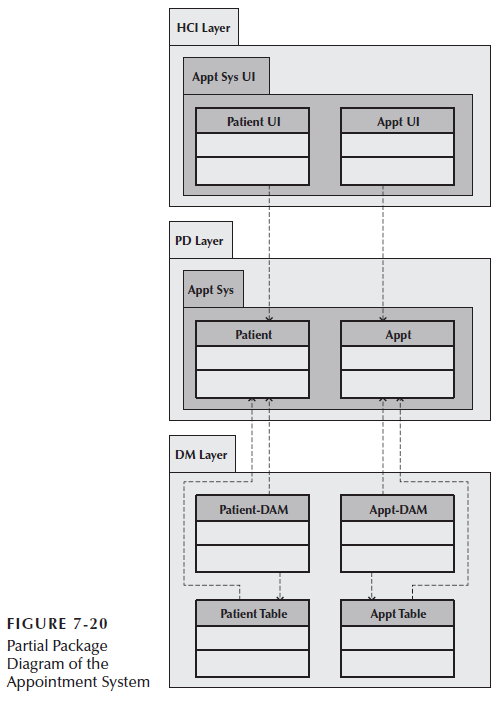 HCI Layer
Appt Sys UI
Patient UI
Appt UI
PD Layer
Appt Sys
Patient
Appt
DM Layer
Patient-DAM
Appt-DAM
Patient Table
Appt Table
FIGURE 7-20
Partial Package
Diagram of the
Appointment System